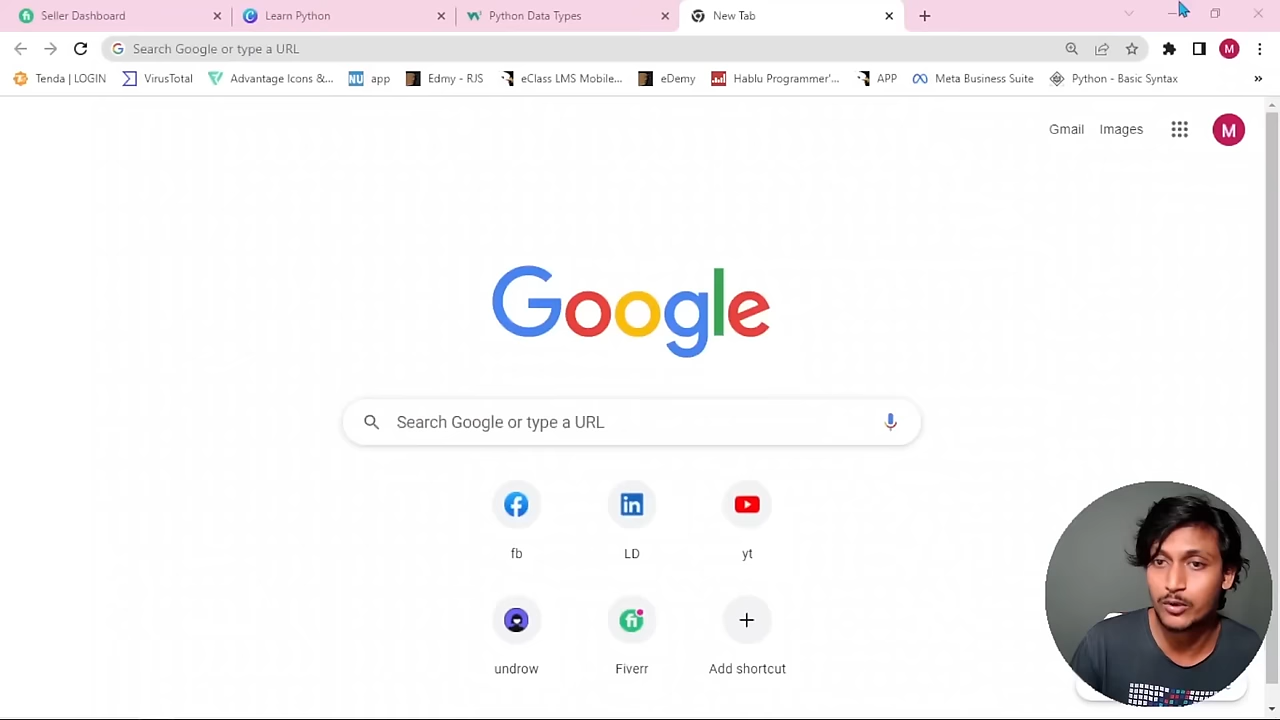 Seller Dashboard
Learn Python
Python Data Types
New Tab
Search Google or type a URL
M
Tenda | LOGIN
VirusTotal
Advantage Icons &...
NU app
Edmy - RJS
eClass LMS Mobile...
eDemy
Hablu Programmer'...
APP
Meta Business Suite
Python - Basic Syntax
»
Gmail
Images
M
Google
Search Google or type a URL
fb
LD
yt
undrow
Fiverr
Add shortcut